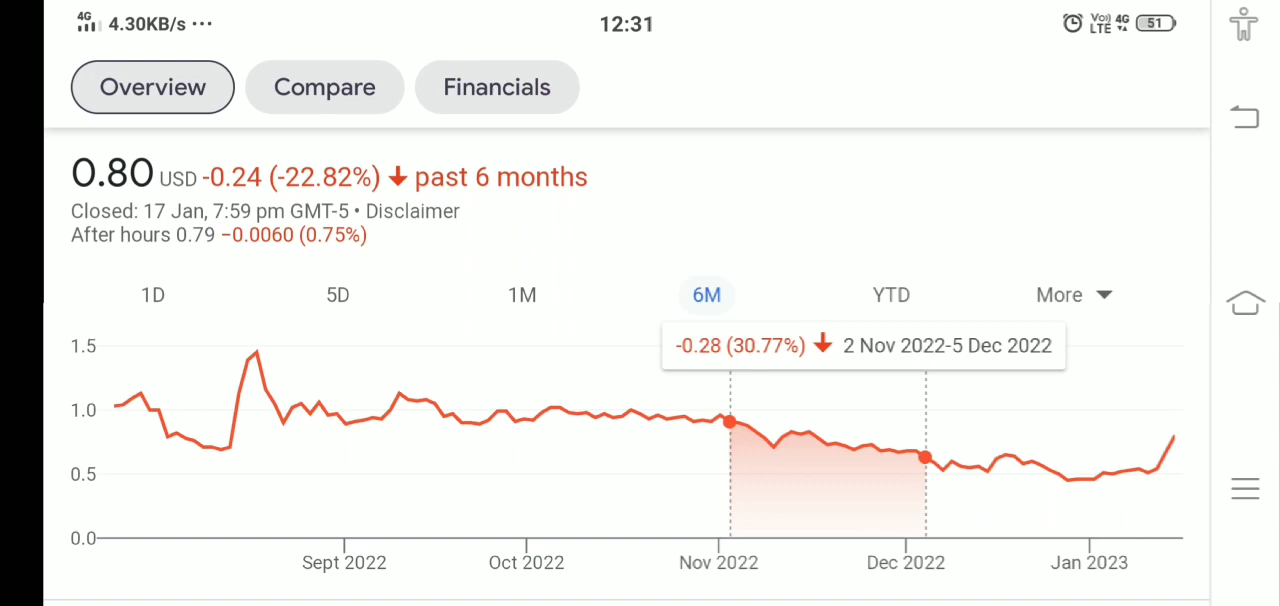 4G 4.30KB/s ··· 12:31 Vo) LTE 4G 51
Overview Compare Financials
0.80 USD -0.24 (-22.82%) ↓ past 6 months
Closed: 17 Jan, 7:59 pm GMT-5 • Disclaimer
After hours 0.79 −0.0060 (0.75%)
1D 5D 1M 6M YTD More
-0.28 (30.77%) ↓ 2 Nov 2022-5 Dec 2022
1.5
1.0
0.5
0.0
Sept 2022 Oct 2022 Nov 2022 Dec 2022 Jan 2023